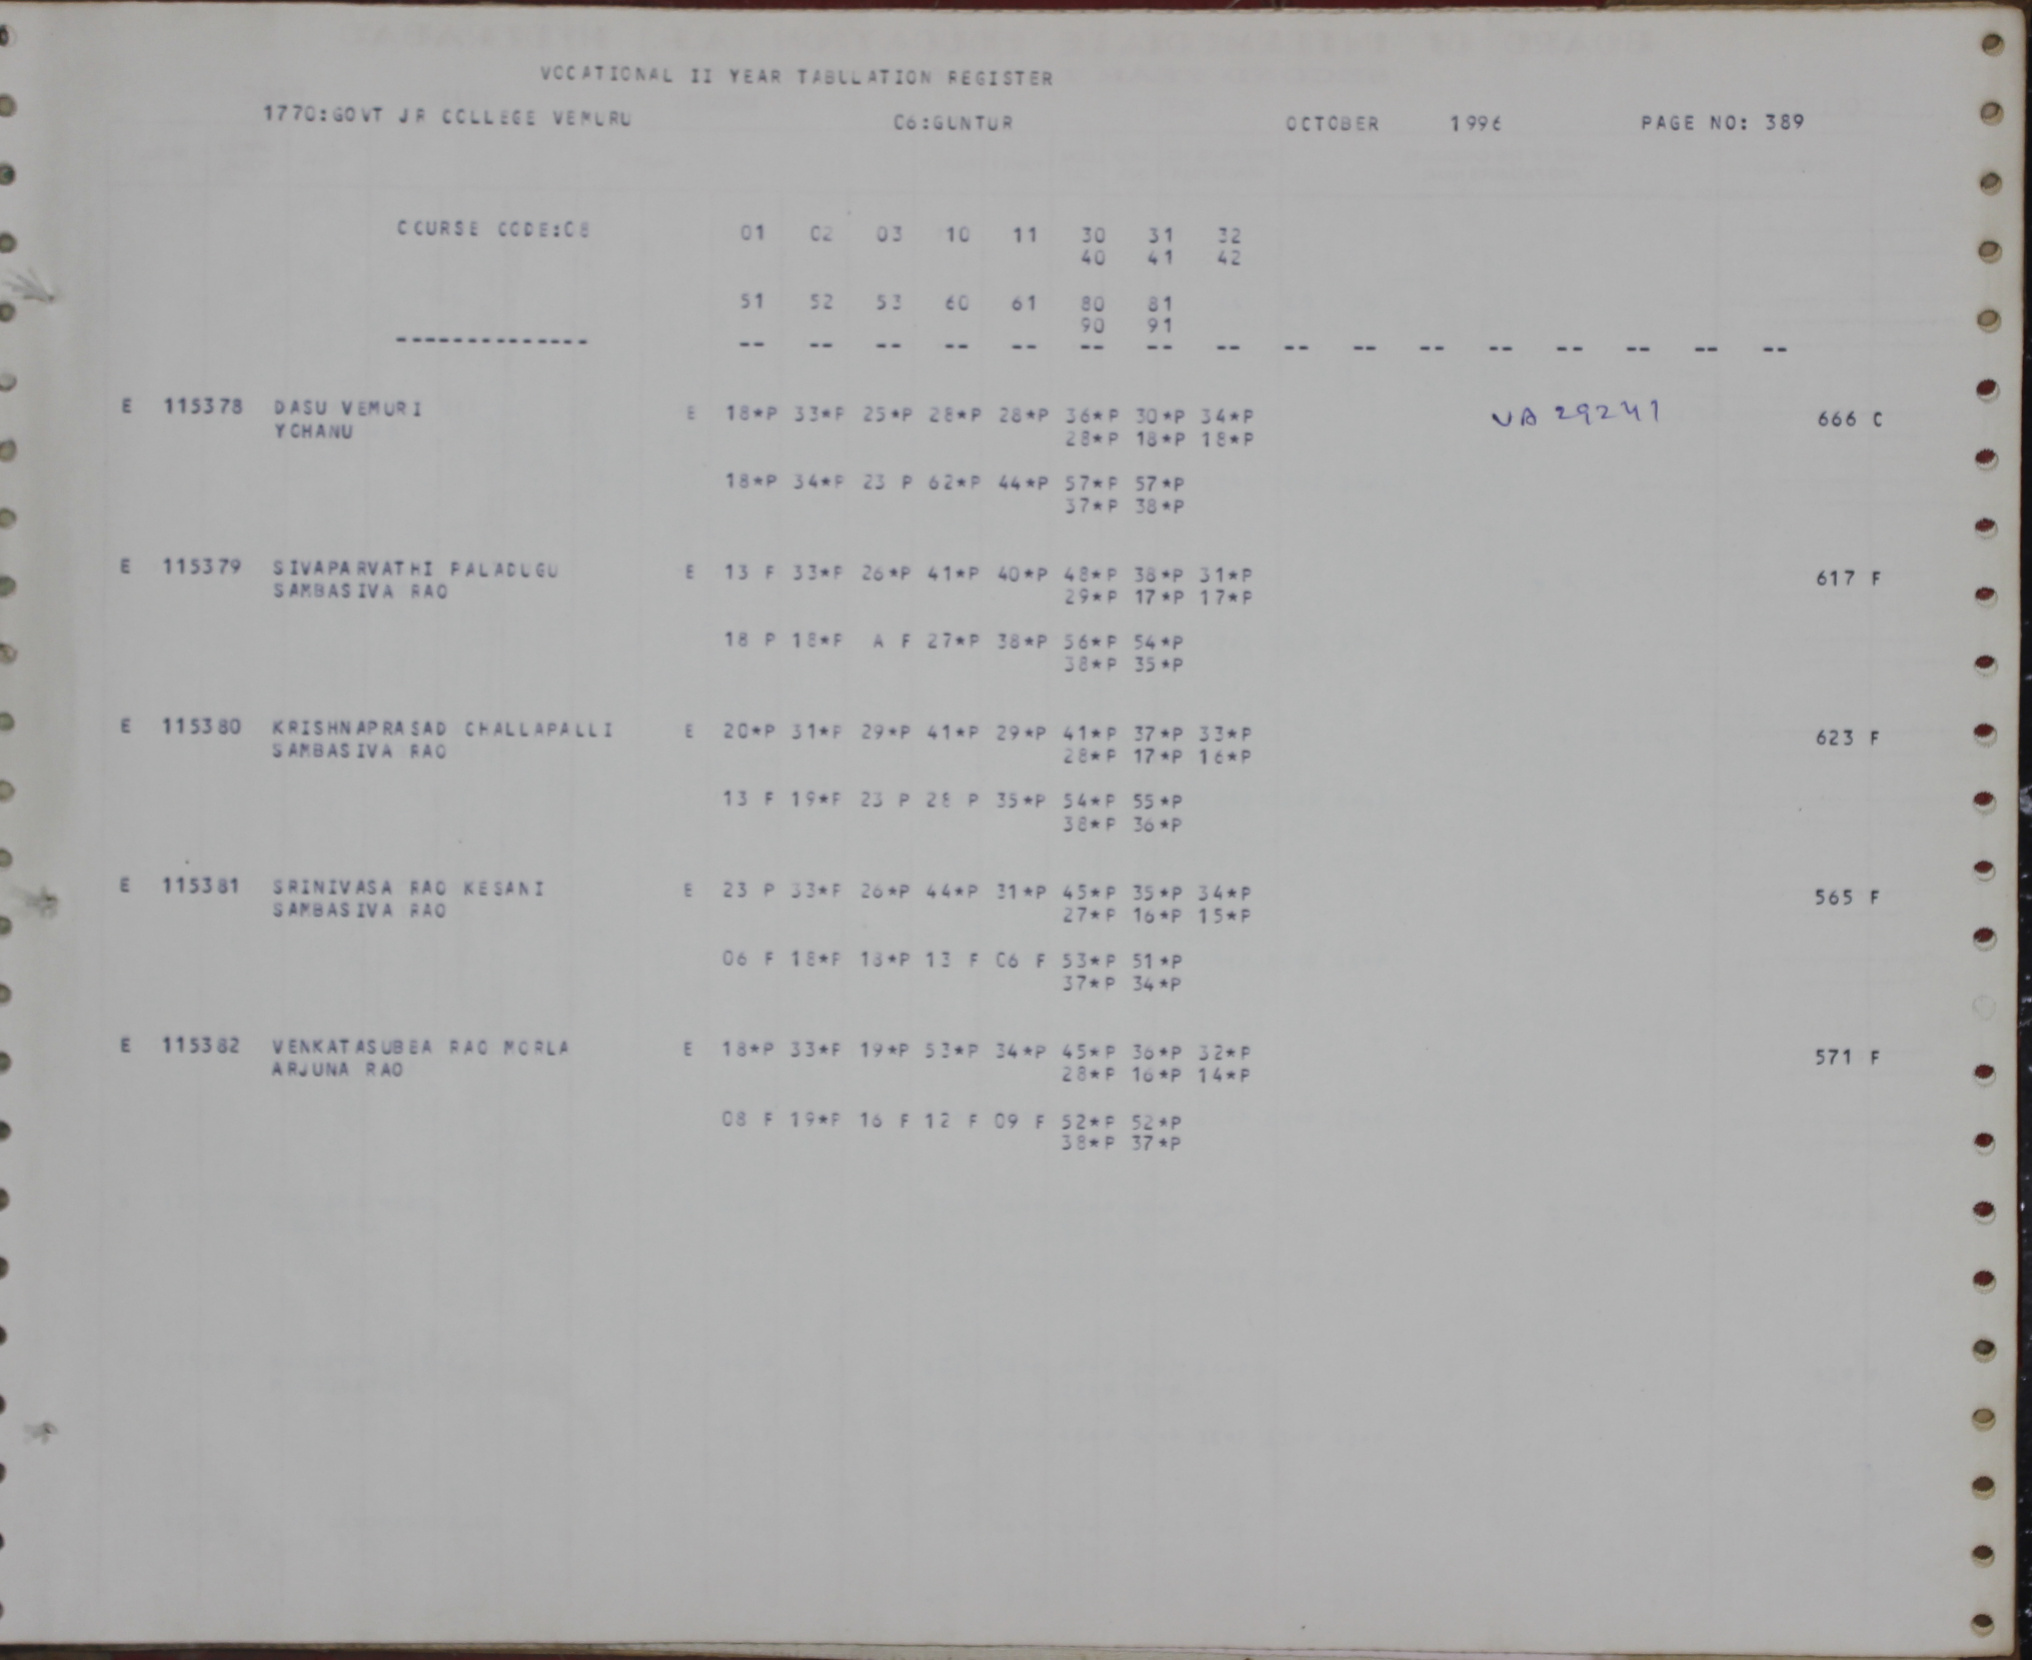 VOCATIONAL II YEAR TABULATION REGISTER
1770:GOVT JR COLLEGE VEMURU 06:GUNTUR OCTOBER 1996 PAGE NO: 389
COURSE CODE:08 01 02 03 10 11 30 31 32
40 41 42
51 52 53 60 61 80 81
90 91
-------------- -- -- -- -- -- -- -- -- -- -- -- -- -- -- -- --
E 115378 DASU VEMURI E 18*P 33*P 25*P 28*P 28*P 36*P 30*P 34*P VA 29241 666 C
YOHANU 28*P 18*P 18*P
18*P 34*P 23 P 62*P 44*P 57*P 57*P
37*P 38*P
E 115379 SIVAPARVATHI PALADUGU E 13 F 33*P 26*P 41*P 40*P 48*P 38*P 31*P 617 F
SAMBASIVA RAO 29*P 17*P 17*P
18 P 18*P A F 27*P 38*P 56*P 54*P
38*P 35*P
E 115380 KRISHNAPRASAD CHALLAPALLI E 20*P 31*P 29*P 41*P 29*P 41*P 37*P 33*P 623 F
SAMBASIVA RAO 28*P 17*P 16*P
13 F 19*P 23 P 28 P 35*P 54*P 55*P
38*P 36*P
E 115381 SRINIVASA RAO KESANI E 23 P 33*P 26*P 44*P 31*P 45*P 35*P 34*P 565 F
SAMBASIVA RAO 27*P 16*P 15*P
06 F 18*P 18*P 13 F 06 F 53*P 51*P
37*P 34*P
E 115382 VENKATASUBBA RAO MORLA E 18*P 33*P 19*P 53*P 34*P 45*P 36*P 32*P 571 F
ARJUNA RAO 28*P 16*P 14*P
08 F 19*P 16 F 12 F 09 F 52*P 52*P
38*P 37*P